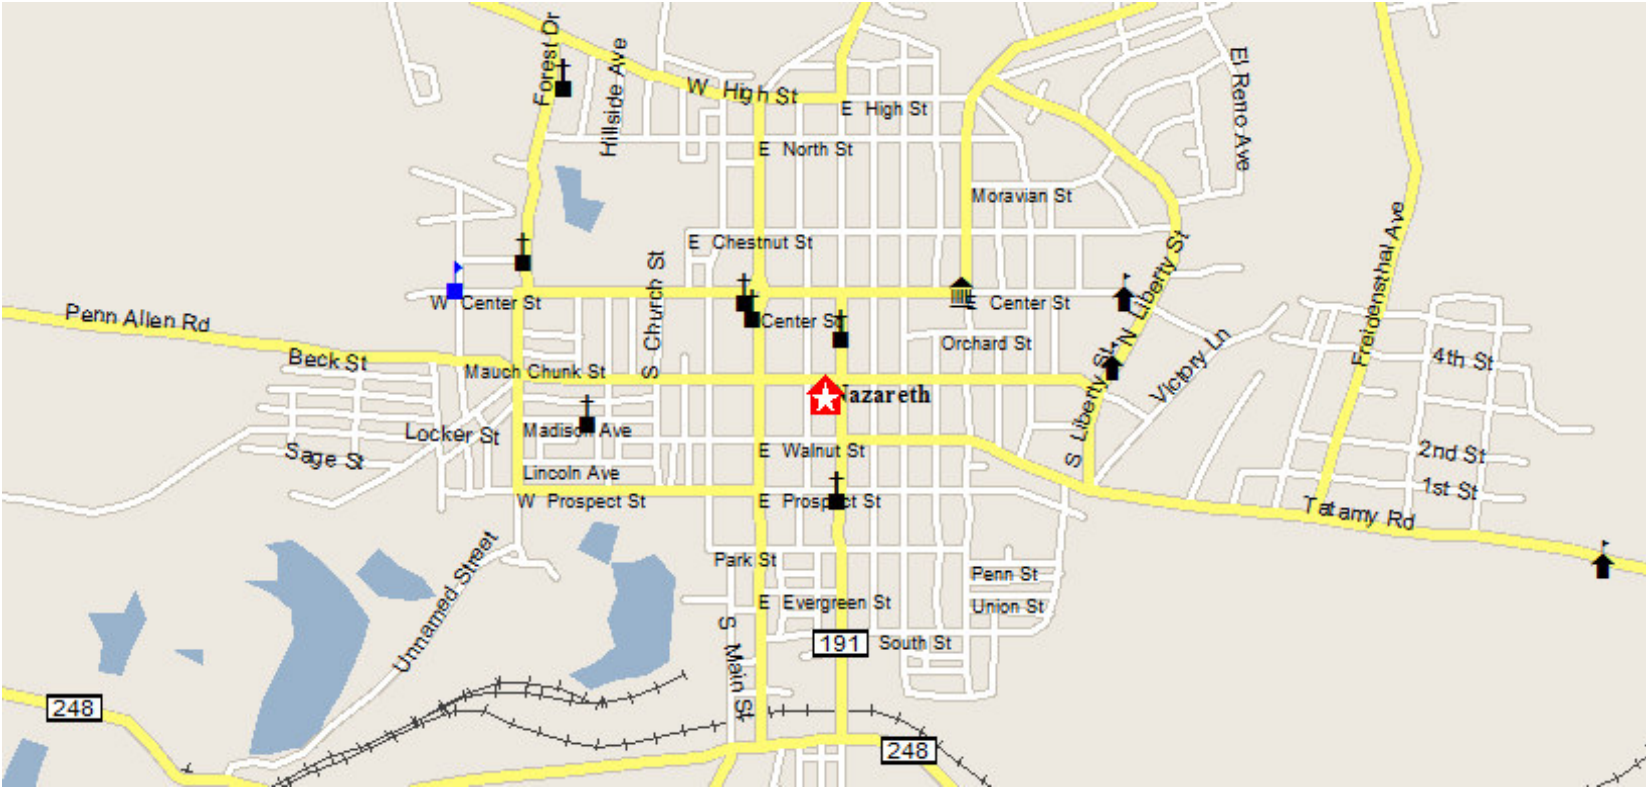 Forest Dr
Hillside Ave
El Reno Ave
W High St
E High St
E North St
Moravian St
E Chestnut St
S Church St
N Liberty St
Freidensthal Ave
W Center St
E Center St
Center St
Penn Allen Rd
Beck St
Orchard St
Victory Ln
4th St
Mauch Chunk St
Nazareth
S Liberty St
Madison Ave
Locker St
Sage St
E Walnut St
2nd St
Lincoln Ave
1st St
W Prospect St
E Prospect St
Tatamy Rd
Unnamed Street
Park St
Penn St
E Evergreen St
Union St
S Main St
191
South St
248
248